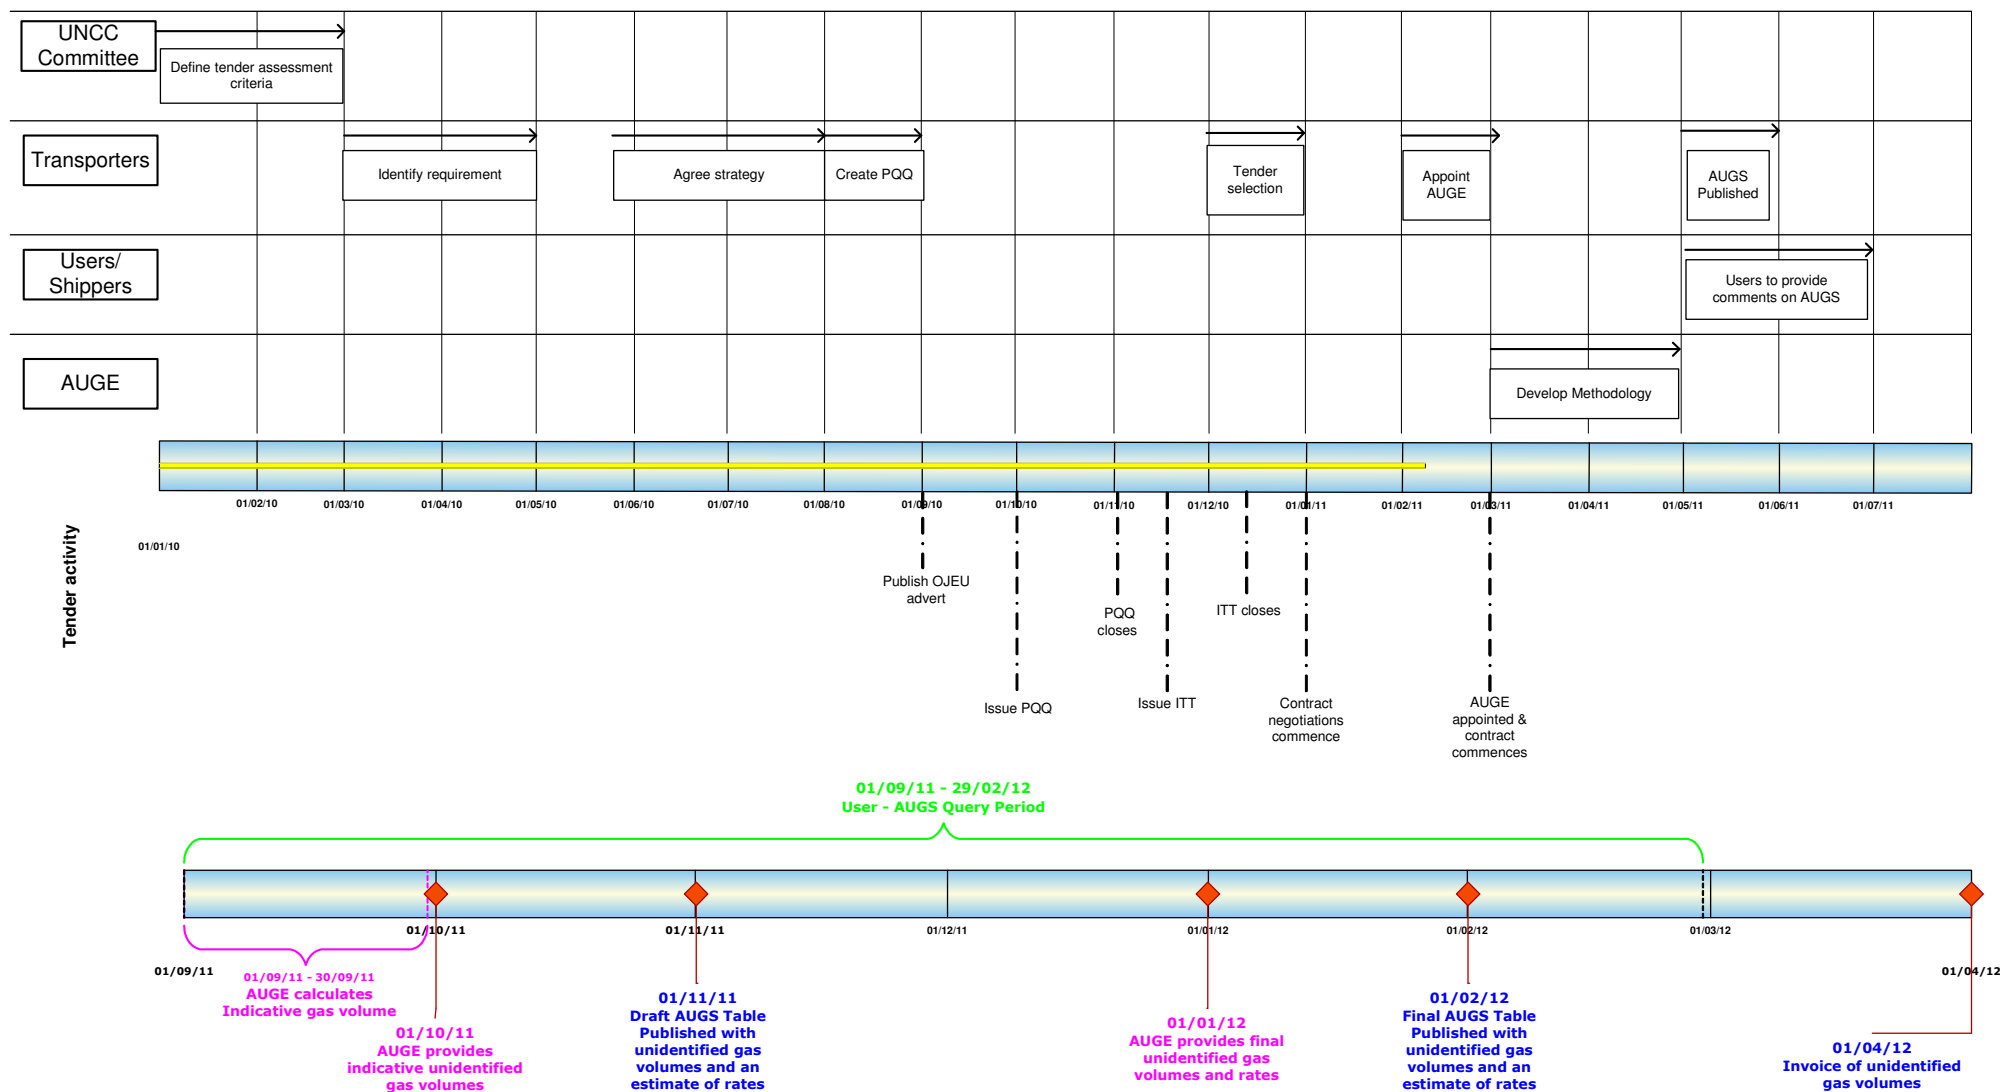 UNCC
Committee
Define tender assessment
criteria
Transporters
Identify requirement
Agree strategy
Create PQQ
Tender
selection
Appoint
AUGE
AUGS
Published
Users/
Shippers
Users to provide
comments on AUGS
AUGE
Develop Methodology
01/02/10
01/03/10
01/04/10
01/05/10
01/06/10
01/07/10
01/08/10
01/09/10
01/10/10
01/11/10
01/12/10
01/01/11
01/02/11
01/03/11
01/04/11
01/05/11
01/06/11
01/07/11
01/01/10
Tender activity
Publish OJEU
advert
Issue PQQ
PQQ
closes
Issue ITT
ITT closes
Contract
negotiations
commence
AUGE
appointed &
contract
commences
01/09/11 - 29/02/12
User - AUGS Query Period
01/09/11
01/10/11
01/11/11
01/12/11
01/01/12
01/02/12
01/03/12
01/04/12
01/09/11 - 30/09/11
AUGE calculates
Indicative gas volume
01/10/11
AUGE provides
indicative unidentified
gas volumes
01/11/11
Draft AUGS Table
Published with
unidentified gas
volumes and an
estimate of rates
01/01/12
AUGE provides final
unidentified gas
volumes and rates
01/02/12
Final AUGS Table
Published with
unidentified gas
volumes and an
estimate of rates
01/04/12
Invoice of unidentified
gas volumes